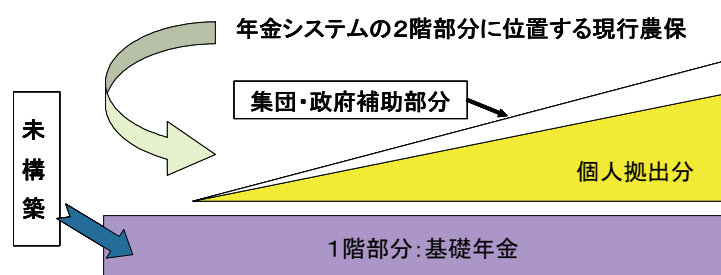 年金システムの2階部分に位置する現行農保
集団・政府補助部分
未構築
個人拠出分
1階部分:基礎年金